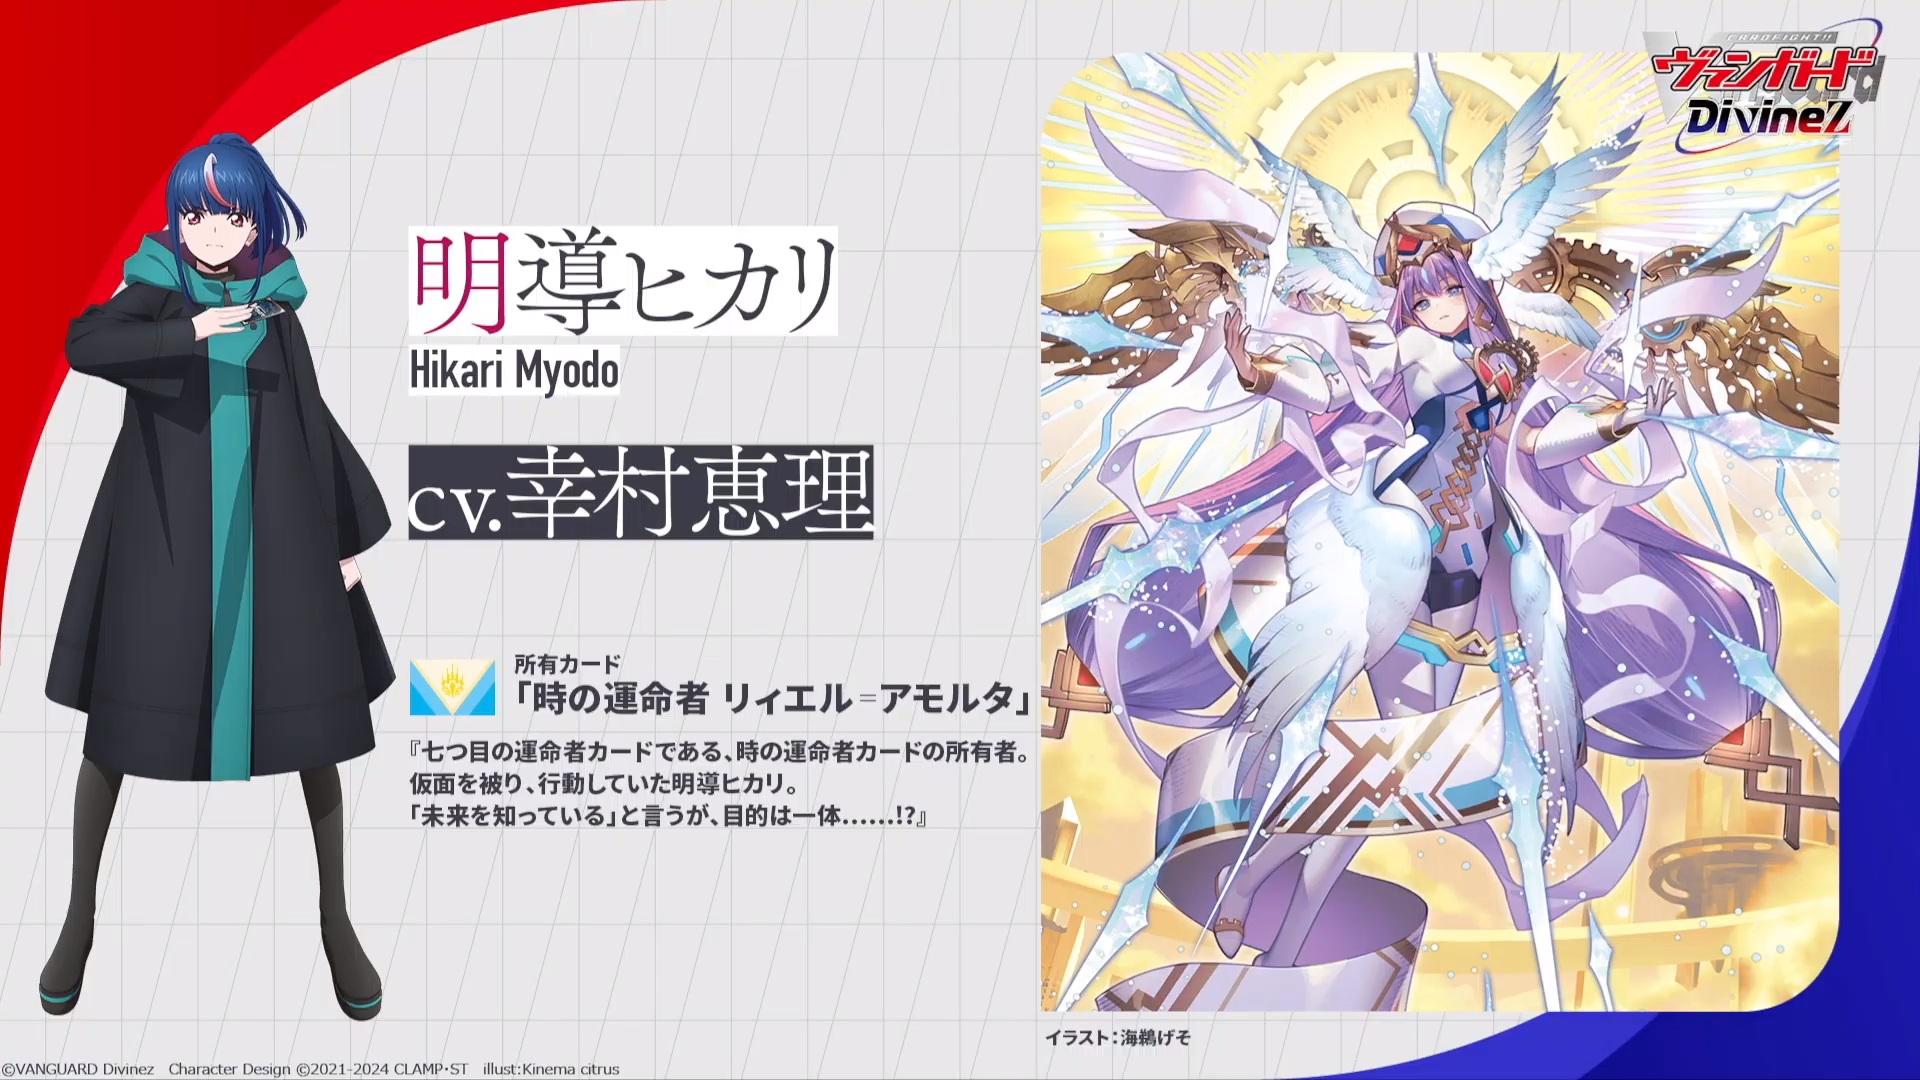 CARDFIGHT!!
ヴァンガード
DivineZ
明導ヒカリ
Hikari Myodo
cv.幸村恵理
所有カード
「時の運命者 リィエル＝アモルタ」
『七つ目の運命者カードである、時の運命者カードの所有者。
仮面を被り、行動していた明導ヒカリ。
「未来を知っている」と言うが、目的は一体……!?』
イラスト：海鵜げそ
©VANGUARD Divinez Character Design ©2021-2024 CLAMP・ST illust:Kinema citrus